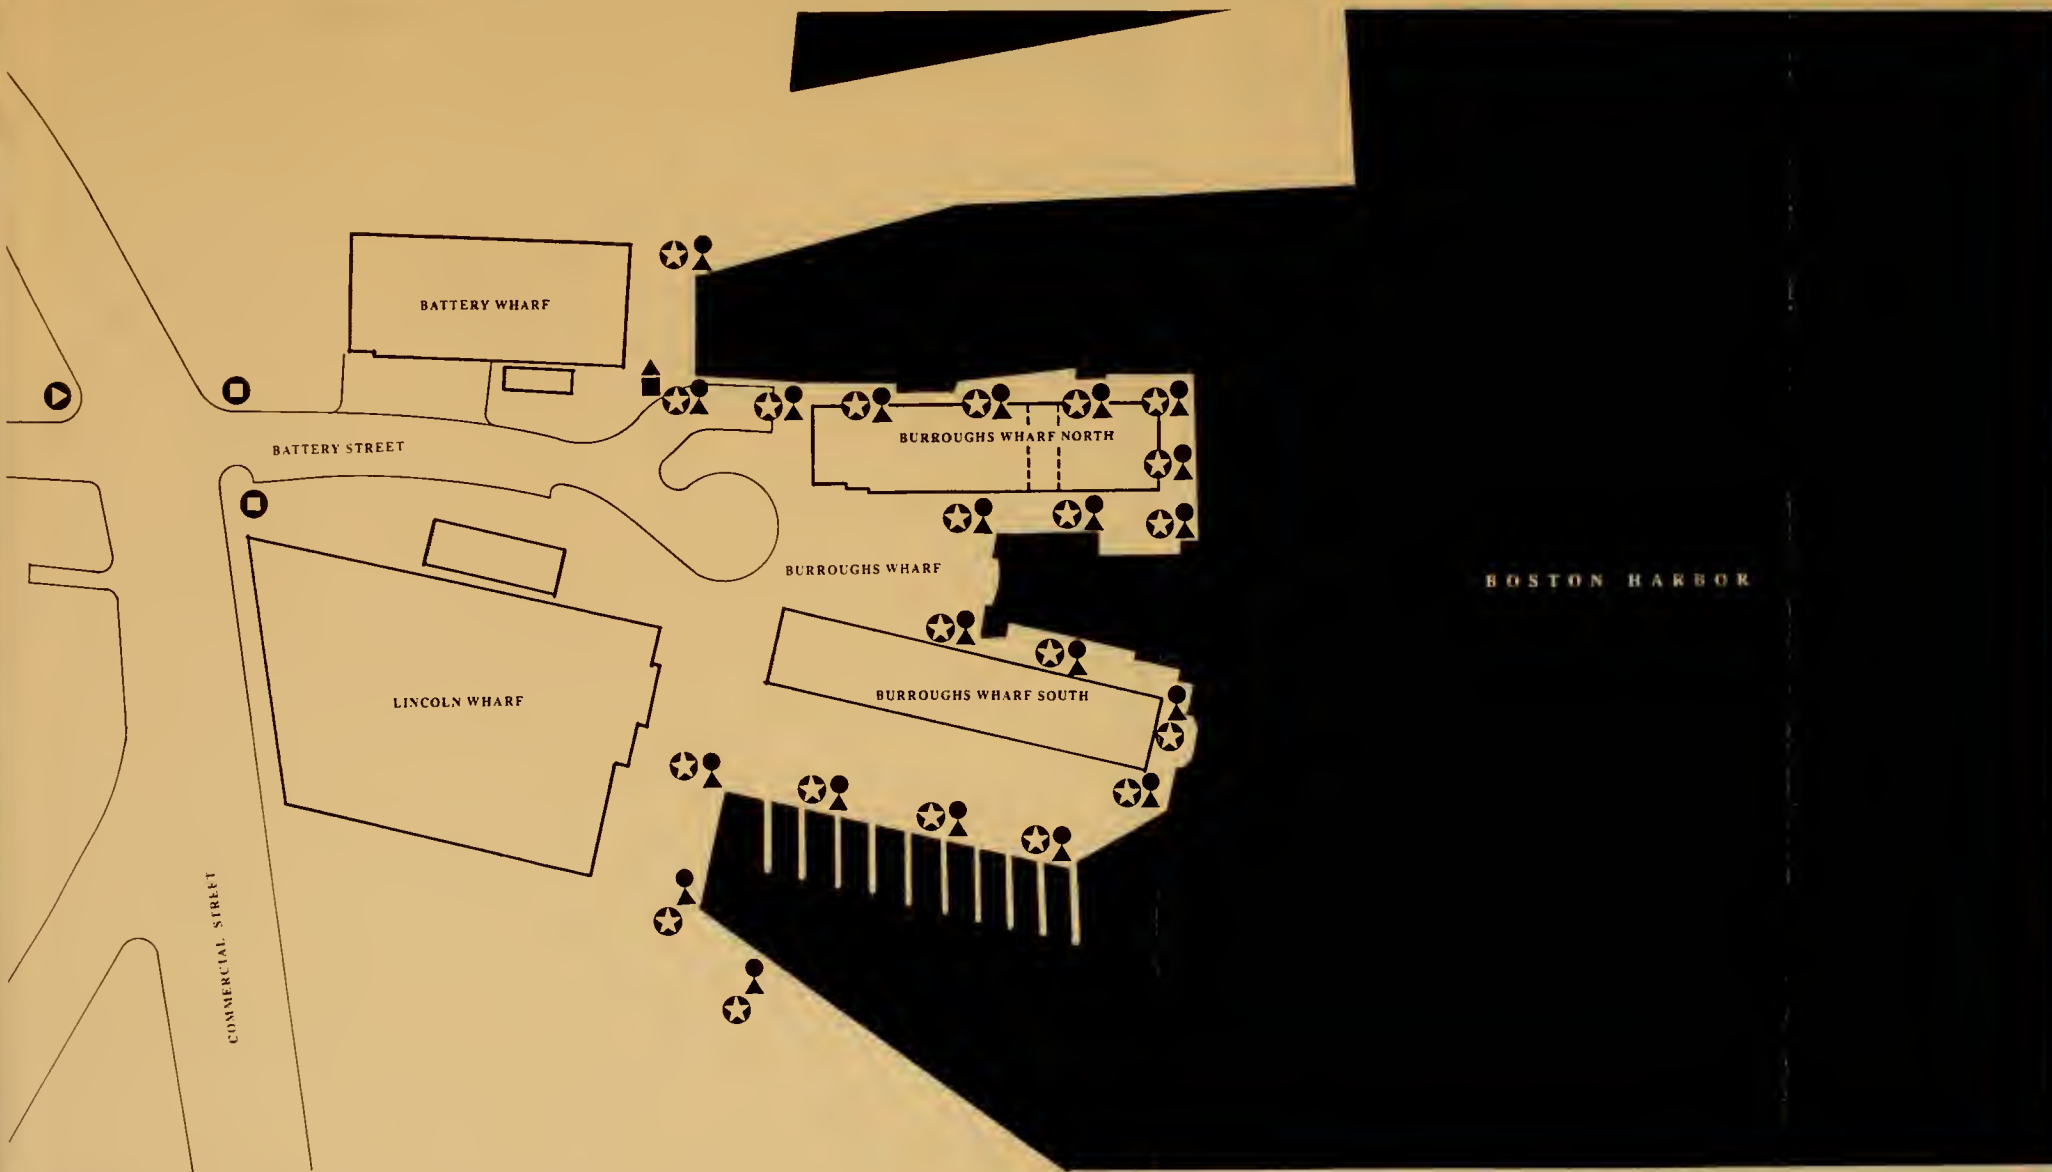 BATTERY WHARF
BURROUGHS WHARF NORTH
BATTERY STREET
BURROUGHS WHARF
BOSTON HARBOR
BURROUGHS WHARF SOUTH
LINCOLN WHARF
COMMERCIAL STREET